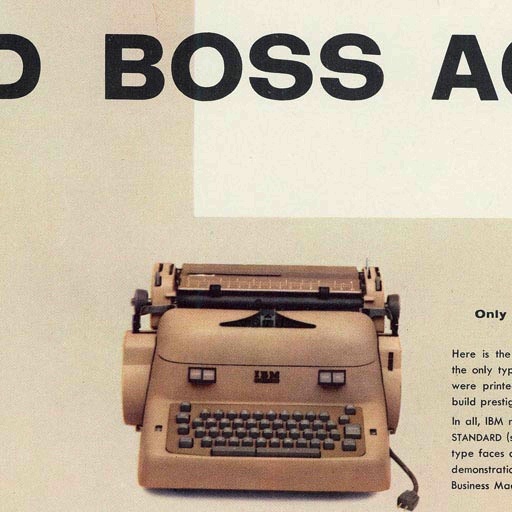 D BOSS AC
IBM
Only
Here is the
the only typ
were printe
build prestig
In all, IBM r
STANDARD (s
type faces a
demonstratio
Business Mac